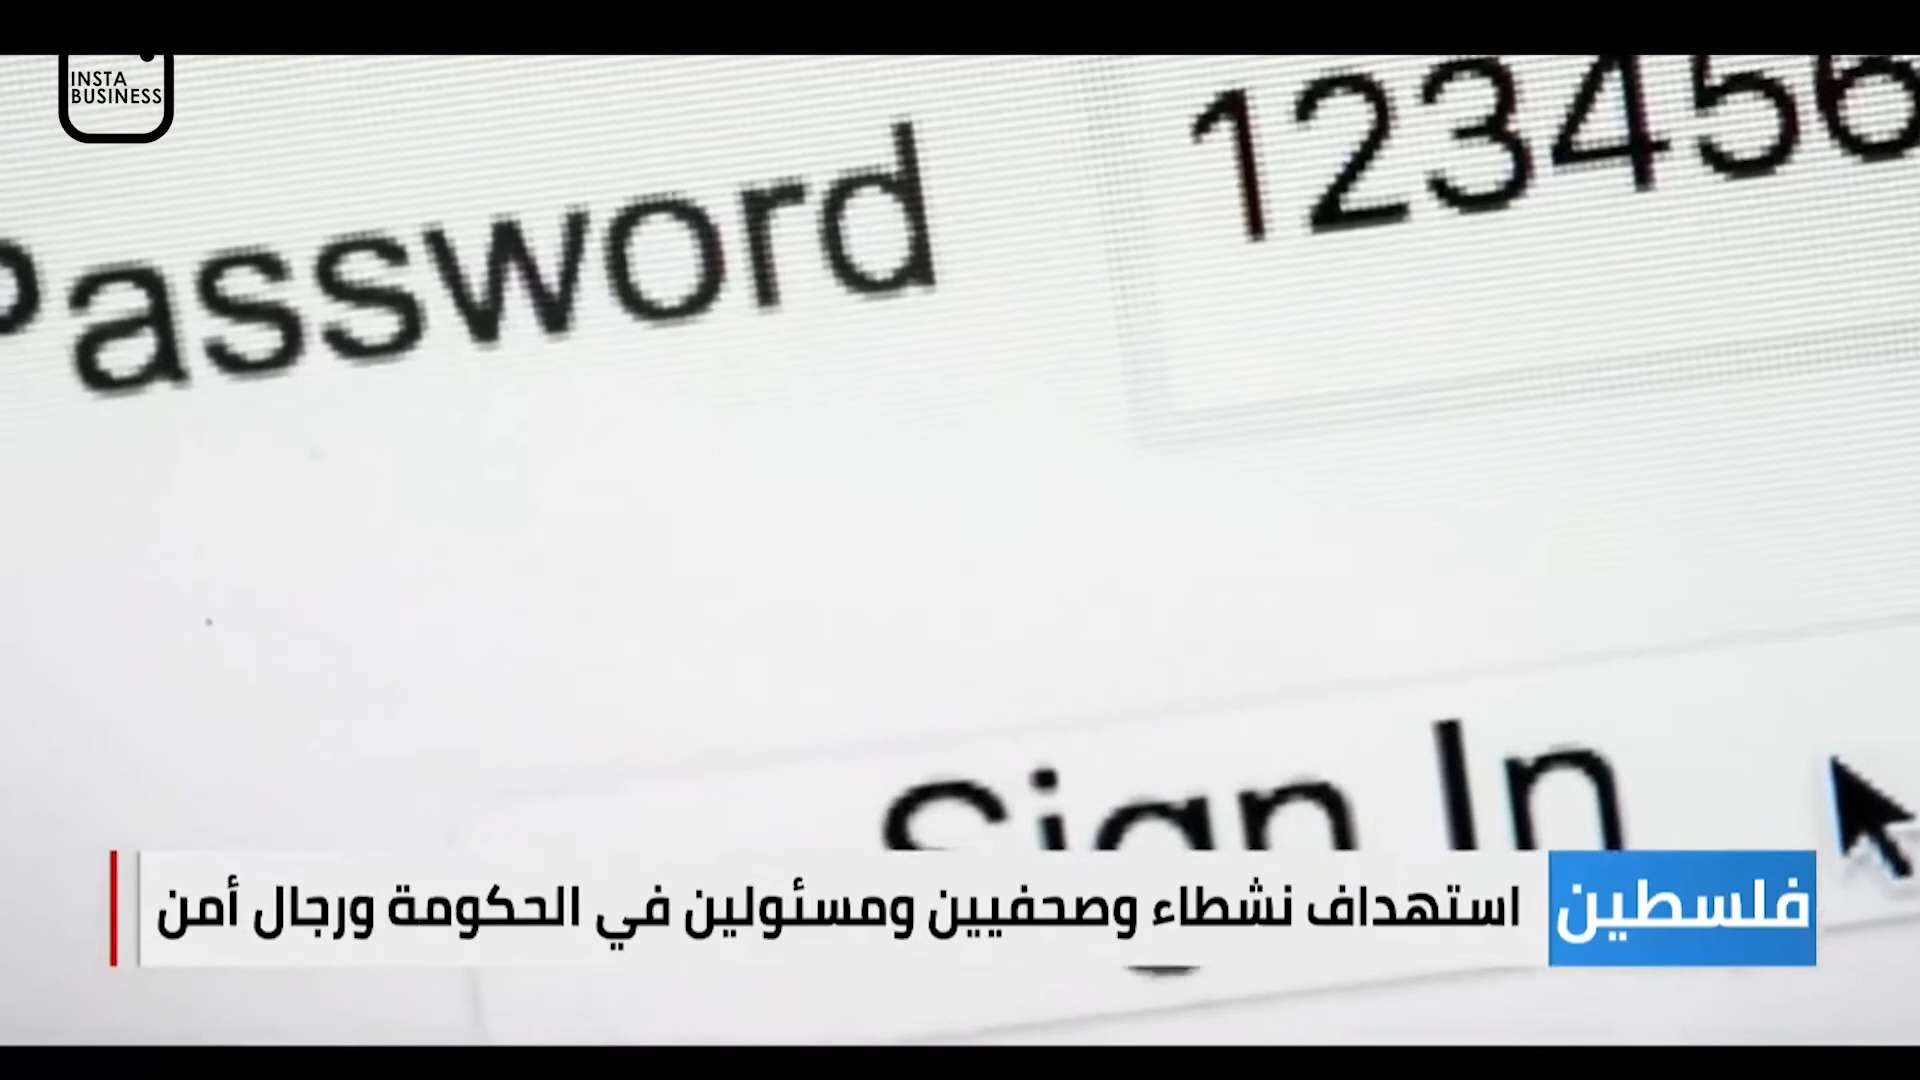 INSTA
BUSINESS
Password 123456
Sign In
فلسطين
استهداف نشطاء وصحفيين ومسئولين في الحكومة ورجال أمن